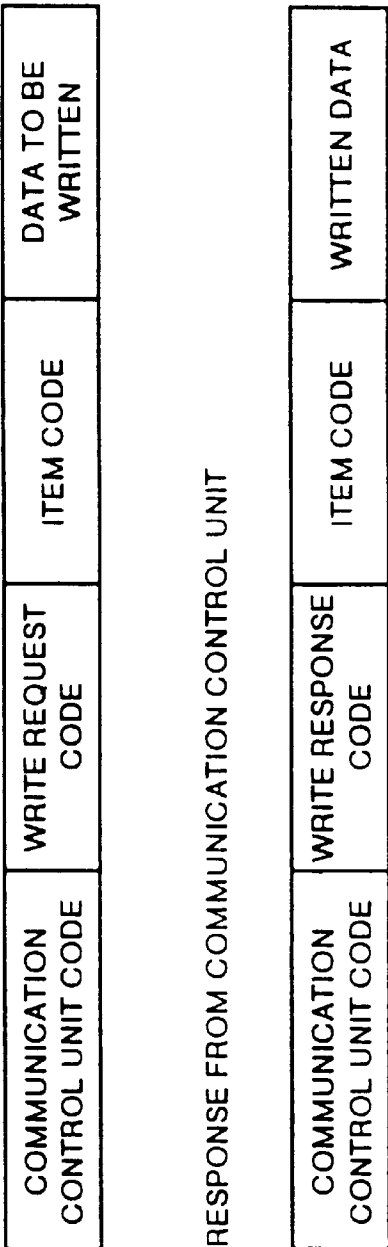 COMMUNICATION
CONTROL UNIT CODE
WRITE REQUEST
CODE
ITEM CODE
DATA TO BE
WRITTEN
RESPONSE FROM COMMUNICATION CONTROL UNIT
COMMUNICATION
CONTROL UNIT CODE
WRITE RESPONSE
CODE
ITEM CODE
WRITTEN DATA